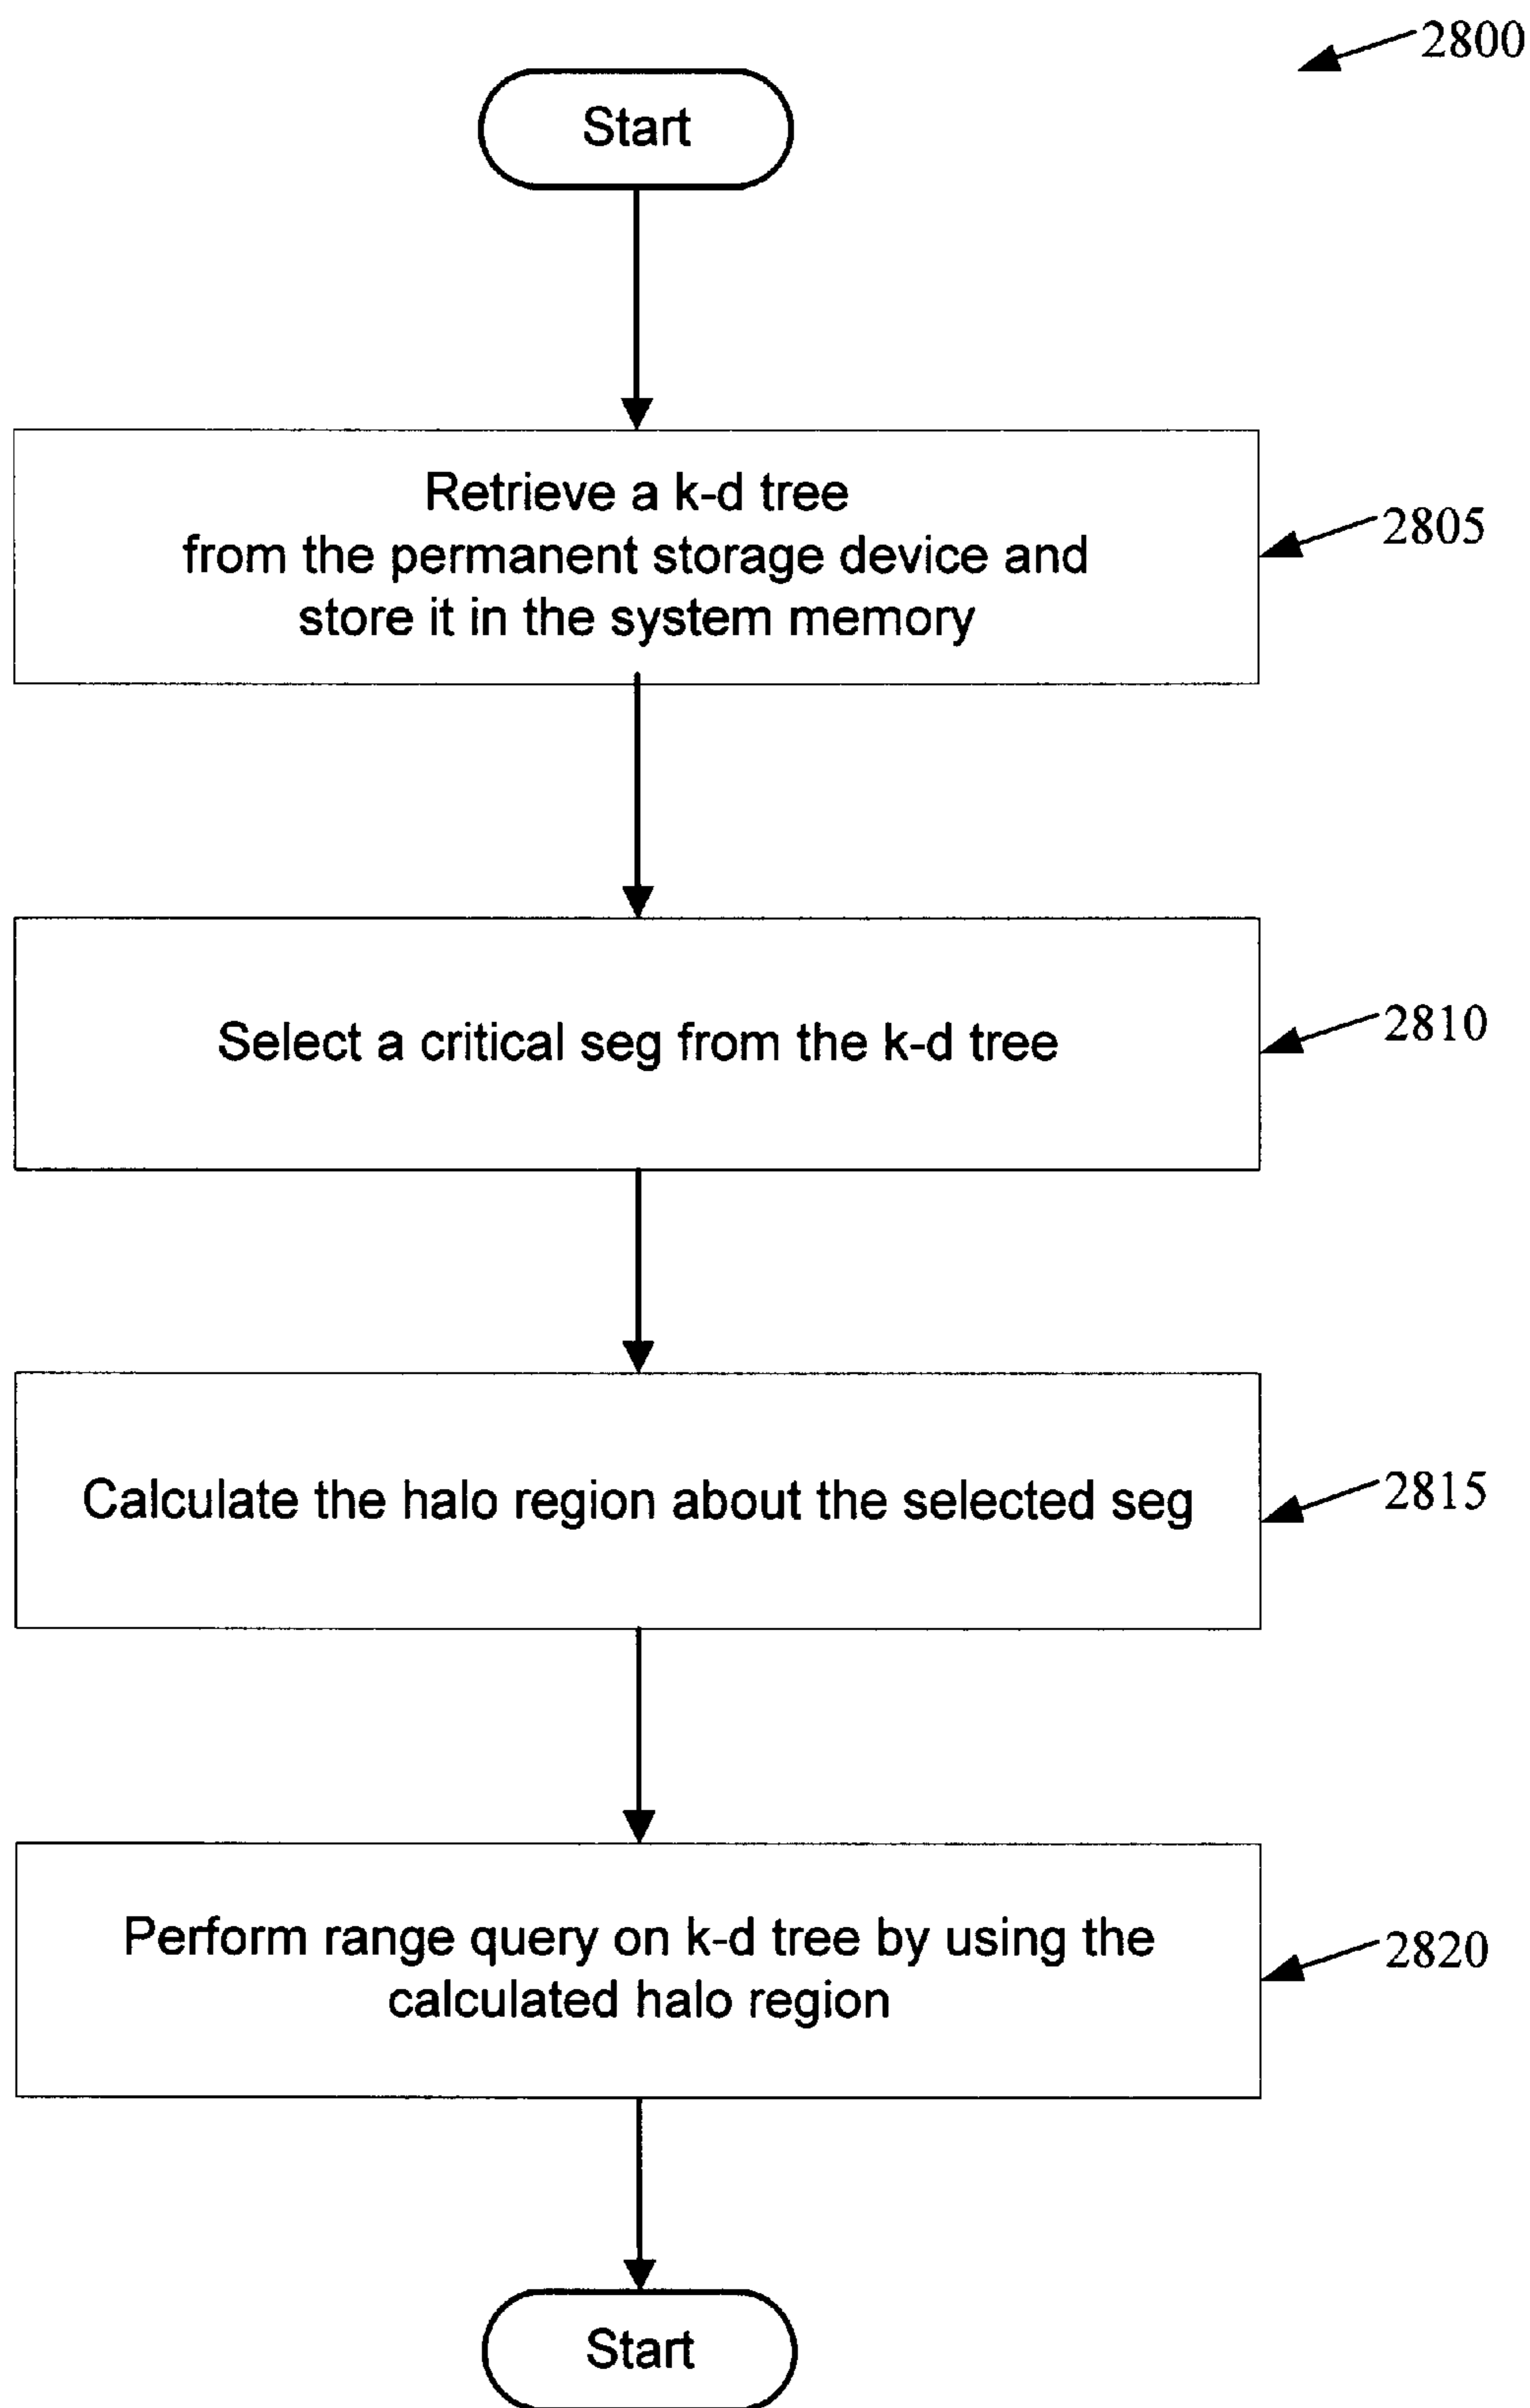 2800
Start
Retrieve a k-d tree
from the permanent storage device and
store it in the system memory
2805
Select a critical seg from the k-d tree
2810
Calculate the halo region about the selected seg
2815
Perform range query on k-d tree by using the
calculated halo region
2820
Start